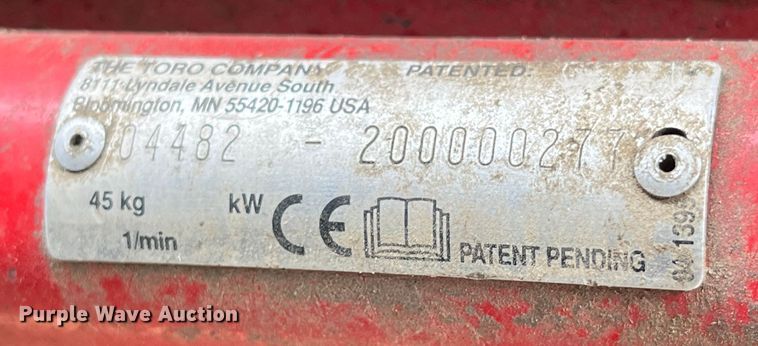 THE TORO COMPANY PATENTED:
8111 Lyndale Avenue South
Bloomington, MN 55420-1196 USA
04482 - 200000277
45 kg kW CE
1/min PATENT PENDING
Purple Wave Auction